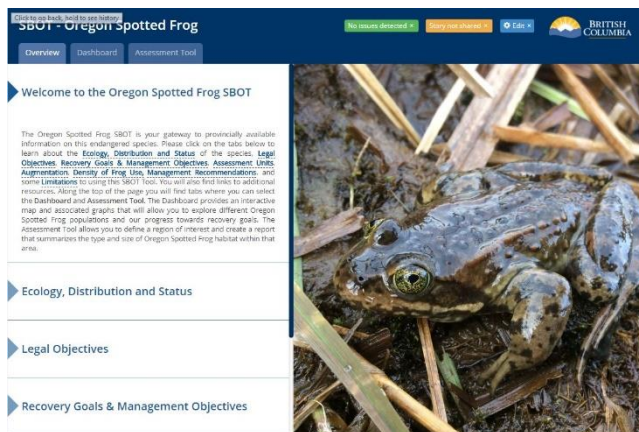 Click to go back, hold to see history
SBOT - Oregon Spotted Frog
No issues detected ×
Story not shared ×
Edit ×
BRITISH
COLUMBIA
Overview
Dashboard
Assessment Tool
Welcome to the Oregon Spotted Frog SBOT
The Oregon Spotted Frog SBOT is your gateway to provincially available
information on this endangered species. Please click on the tabs below to
learn about the Ecology, Distribution and Status of the species, Legal
Objectives, Recovery Goals & Management Objectives, Assessment Units,
Augmentation, Density of Frog Use, Management Recommendations, and
some Limitations to using this SBOT Tool. You will also find links to additional
resources. Along the top of the page you will find tabs where you can select
the Dashboard and Assessment Tool. The Dashboard provides an interactive
map and associated graphs that will allow you to explore different Oregon
Spotted Frog populations and our progress towards recovery goals. The
Assessment Tool allows you to define a region of interest and create a report
that summarizes the type and size of Oregon Spotted Frog habitat within that
area.
Ecology, Distribution and Status
Legal Objectives
Recovery Goals & Management Objectives